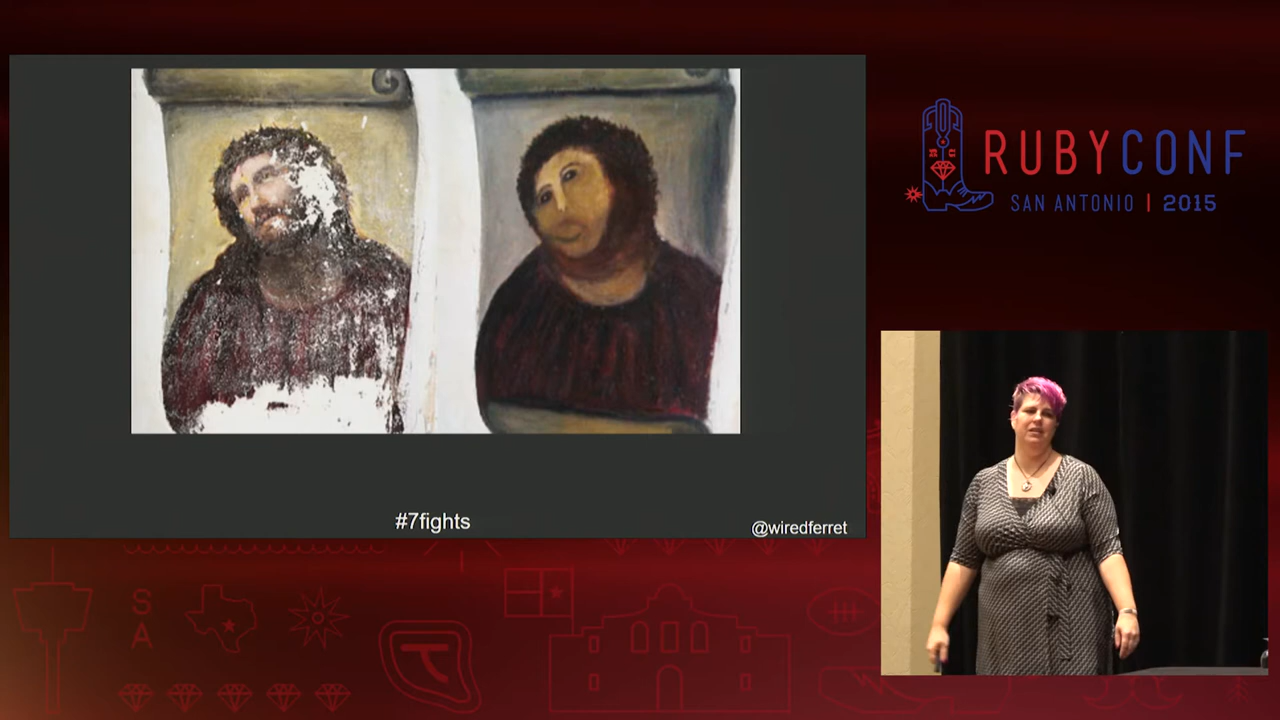 RUBYCONF
SAN ANTONIO | 2015
#7fights
@wiredferret
S
A